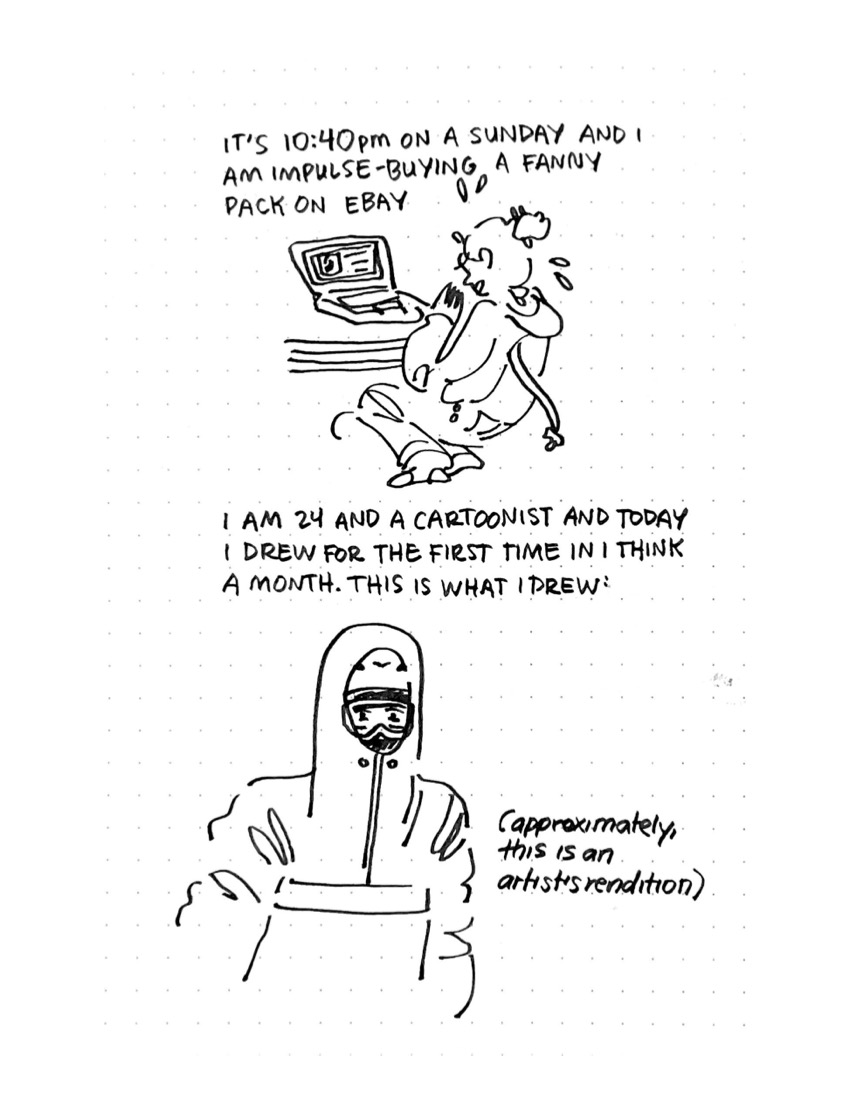 IT'S 10:40pm ON A SUNDAY AND I
AM IMPULSE-BUYING A FANNY
PACK ON EBAY
I AM 24 AND A CARTOONIST AND TODAY
I DREW FOR THE FIRST TIME IN I THINK
A MONTH. THIS IS WHAT I DREW:
(approximately,
this is an
artist's rendition)